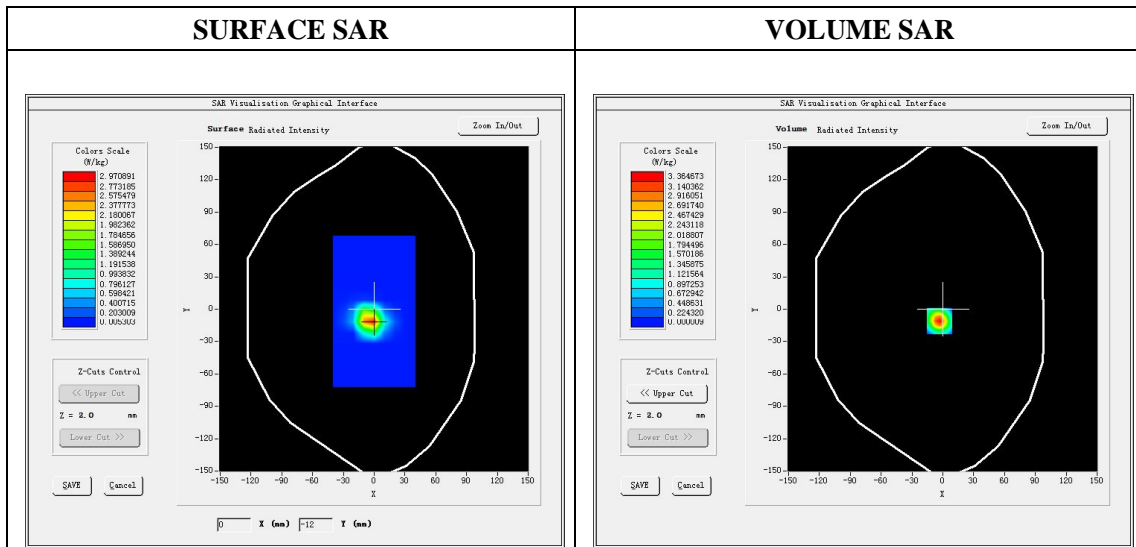 SURFACE SAR
VOLUME SAR
SAR Visualisation Graphical Interface
Surface Radiated Intensity
Zoom In/Out
Colors Scale
(W/kg)
2.970891
2.773185
2.575479
2.377773
2.180067
1.982362
1.784656
1.586950
1.389244
1.191538
0.993832
0.796127
0.598421
0.400715
0.203009
0.005303
150
120
90
60
30
0
-30
-60
-90
-120
-150
Y
-150 -120 -90 -60 -30 0 30 60 90 120 150
X
Z-Cuts Control
<< Upper Cut
Z = 2.0 mm
Lower Cut >>
SAVE Cancel
0 X (mm) -12 Y (mm)
SAR Visualisation Graphical Interface
Volume Radiated Intensity
Zoom In/Out
Colors Scale
(W/kg)
3.364673
3.140362
2.916051
2.691740
2.467429
2.243118
2.018807
1.794496
1.570186
1.345875
1.121564
0.897253
0.672942
0.448631
0.224320
0.000009
150
120
90
60
30
0
-30
-60
-90
-120
-150
Y
-150 -120 -90 -60 -30 0 30 60 90 120 150
X
Z-Cuts Control
<< Upper Cut
Z = 2.0 mm
Lower Cut >>
SAVE Cancel